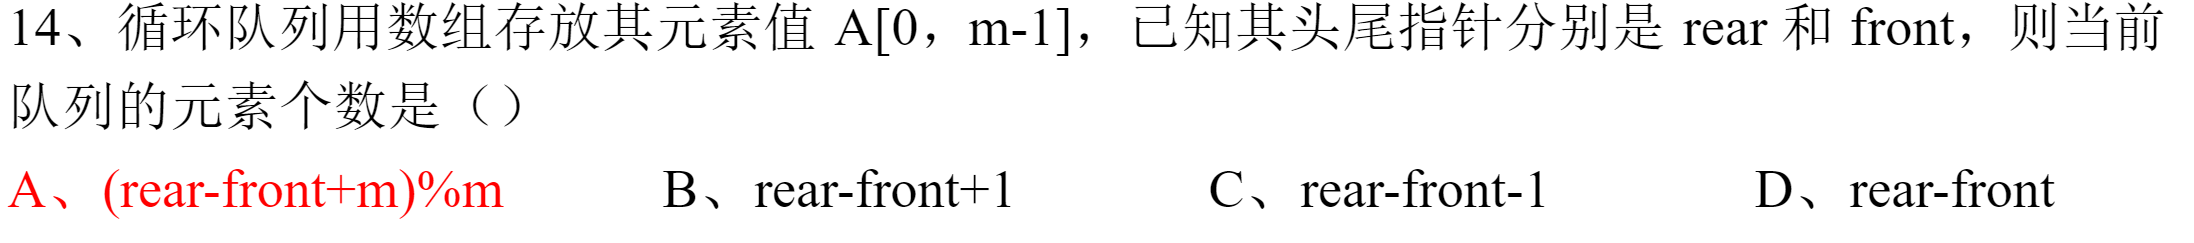 14、循环队列用数组存放其元素值 A[0，m-1]，已知其头尾指针分别是 rear 和 front，则当前
队列的元素个数是（）
A、(rear-front+m)%m B、rear-front+1 C、rear-front-1 D、rear-front